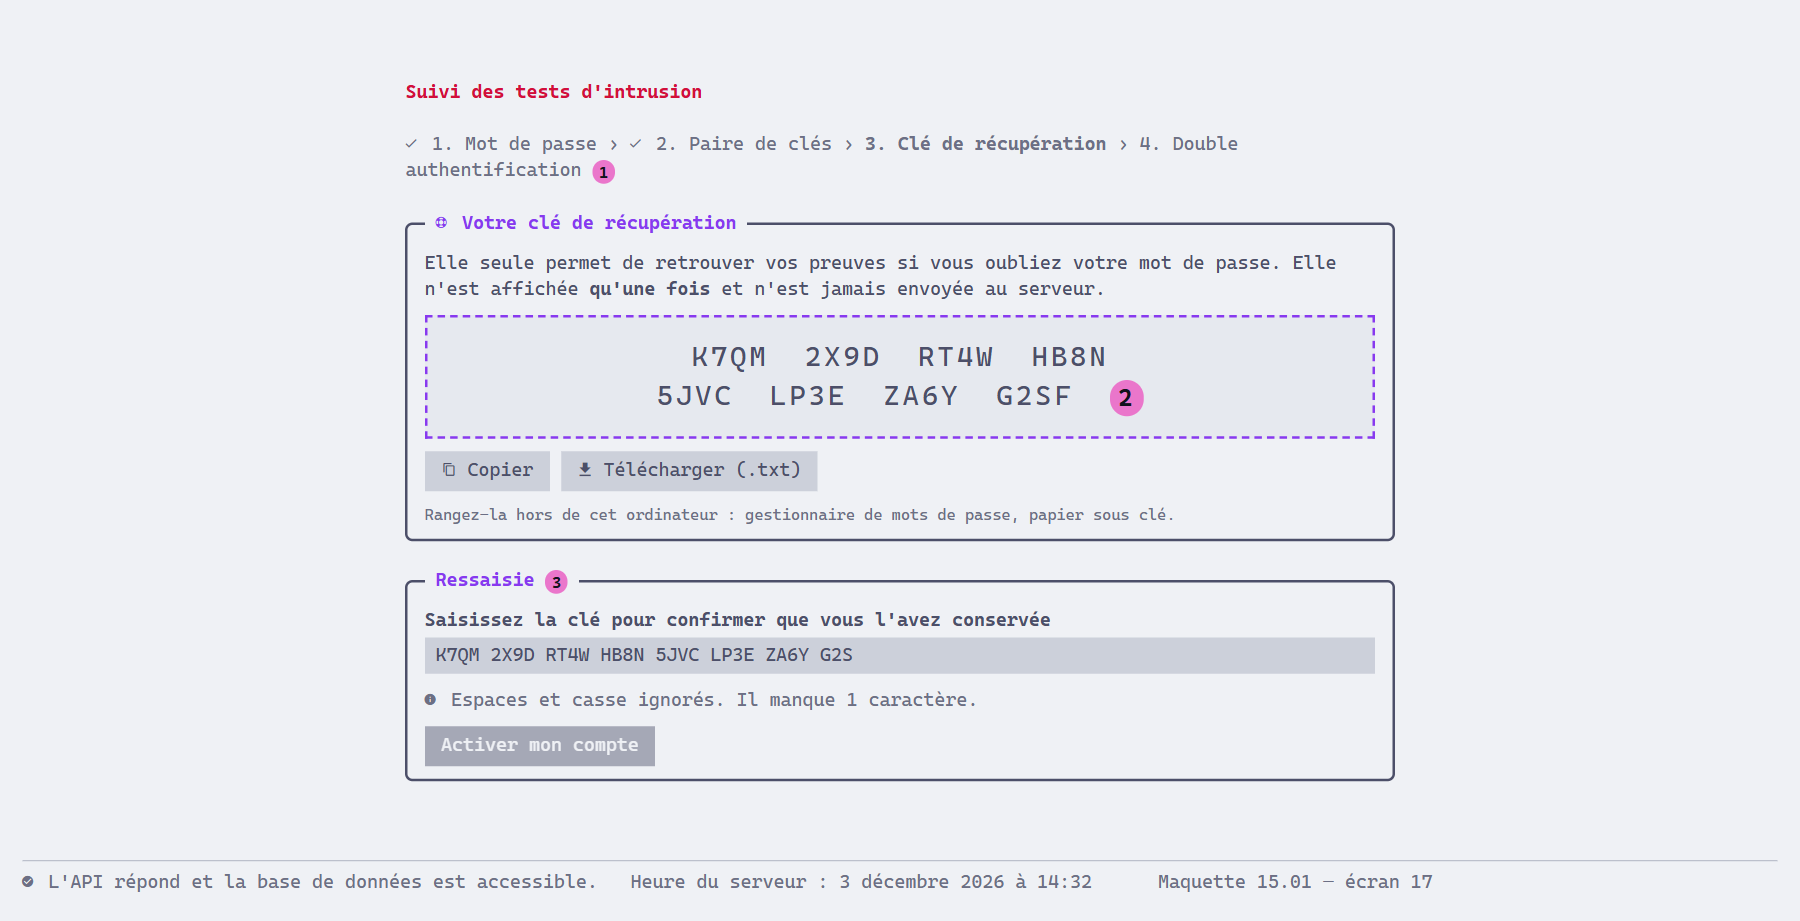 Suivi des tests d'intrusion
✓ 1. Mot de passe › ✓ 2. Paire de clés › 3. Clé de récupération › 4. Double
authentification 1
Votre clé de récupération
Elle seule permet de retrouver vos preuves si vous oubliez votre mot de passe. Elle
n'est affichée qu'une fois et n'est jamais envoyée au serveur.
K7QM 2X9D RT4W HB8N
5JVC LP3E ZA6Y G2SF 2
Copier Télécharger (.txt)
Rangez-la hors de cet ordinateur : gestionnaire de mots de passe, papier sous clé.
Ressaisie 3
Saisissez la clé pour confirmer que vous l'avez conservée
K7QM 2X9D RT4W HB8N 5JVC LP3E ZA6Y G2S
Espaces et casse ignorés. Il manque 1 caractère.
Activer mon compte
L'API répond et la base de données est accessible. Heure du serveur : 3 décembre 2026 à 14:32 Maquette 15.01 — écran 17